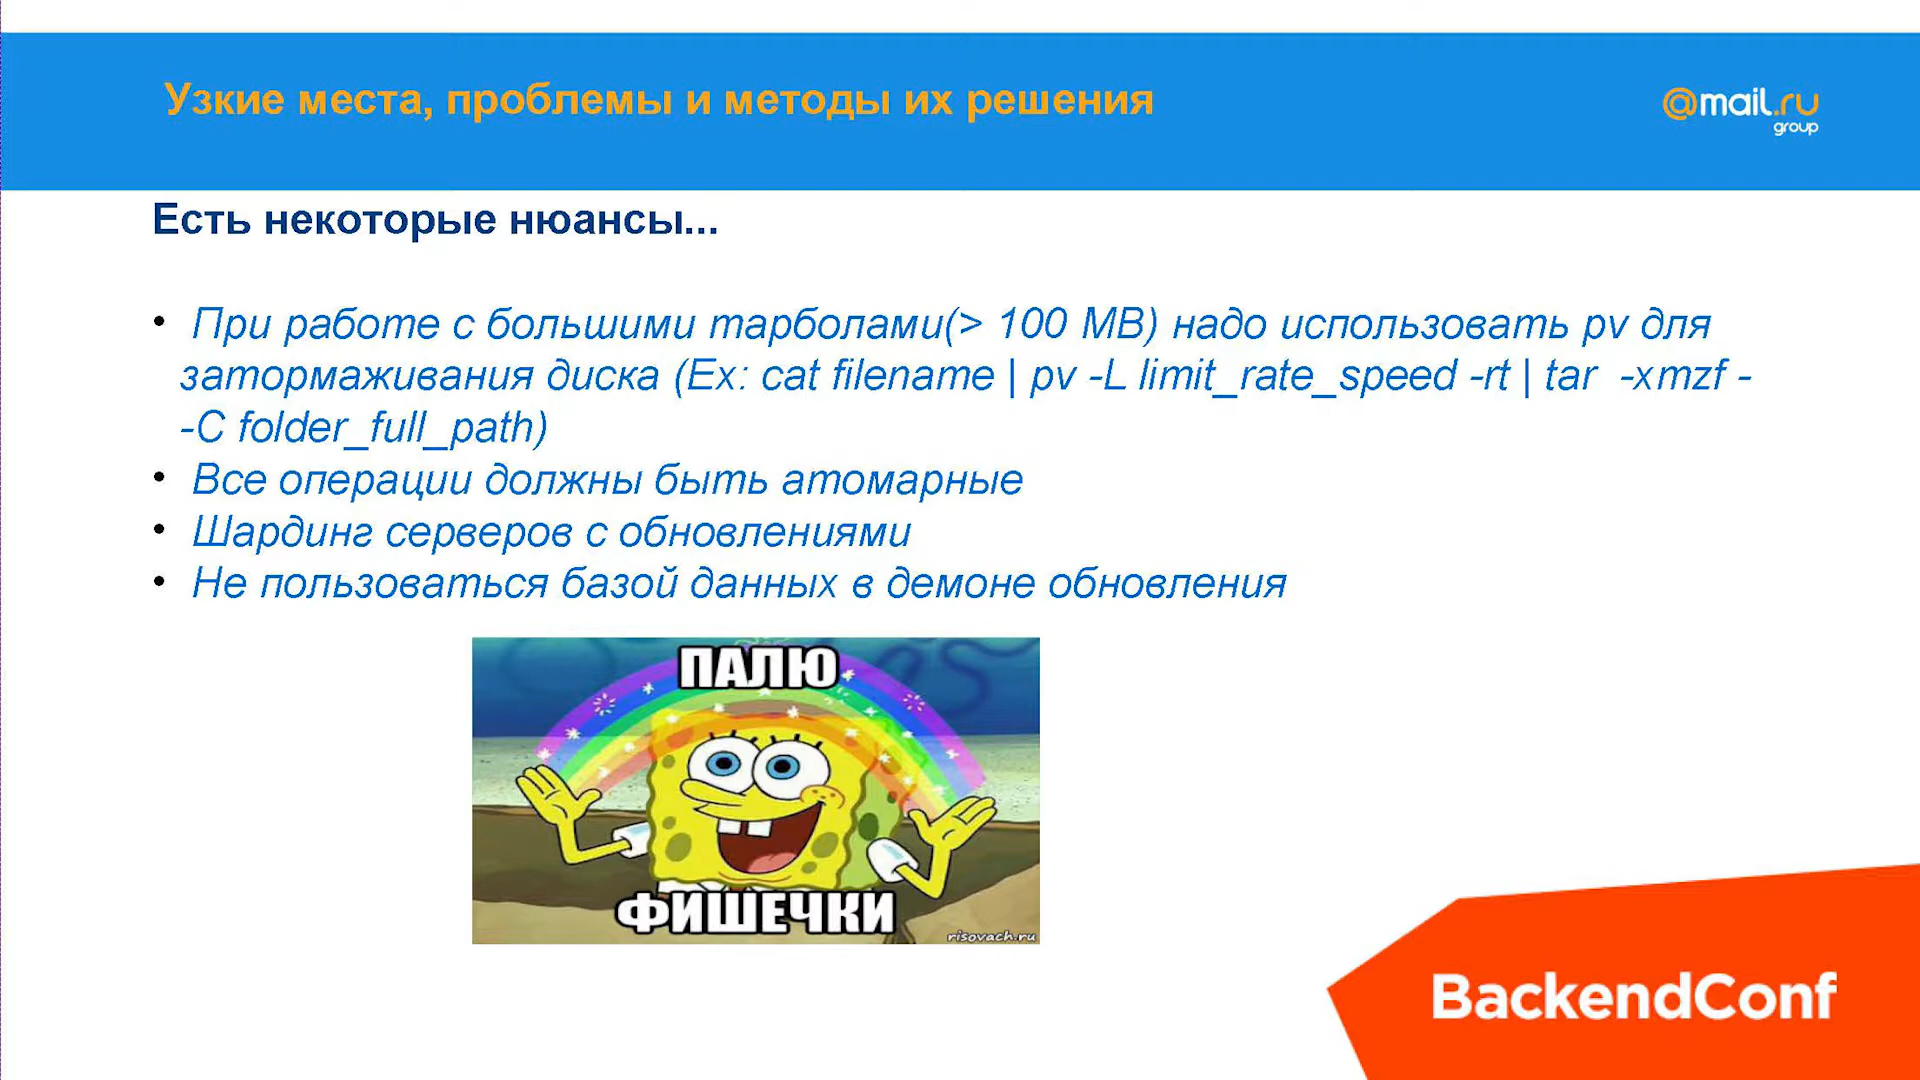 Узкие места, проблемы и методы их решения
@mail.ru
group
Есть некоторые нюансы...
• При работе с большими тарболами(> 100 MB) надо использовать pv для
затормаживания диска (Ex: cat filename | pv -L limit_rate_speed -rt | tar -xmzf -
-C folder_full_path)
• Все операции должны быть атомарные
• Шардинг серверов с обновлениями
• Не пользоваться базой данных в демоне обновления
ПАЛЮ
ФИШЕЧКИ
risovach.ru
BackendConf